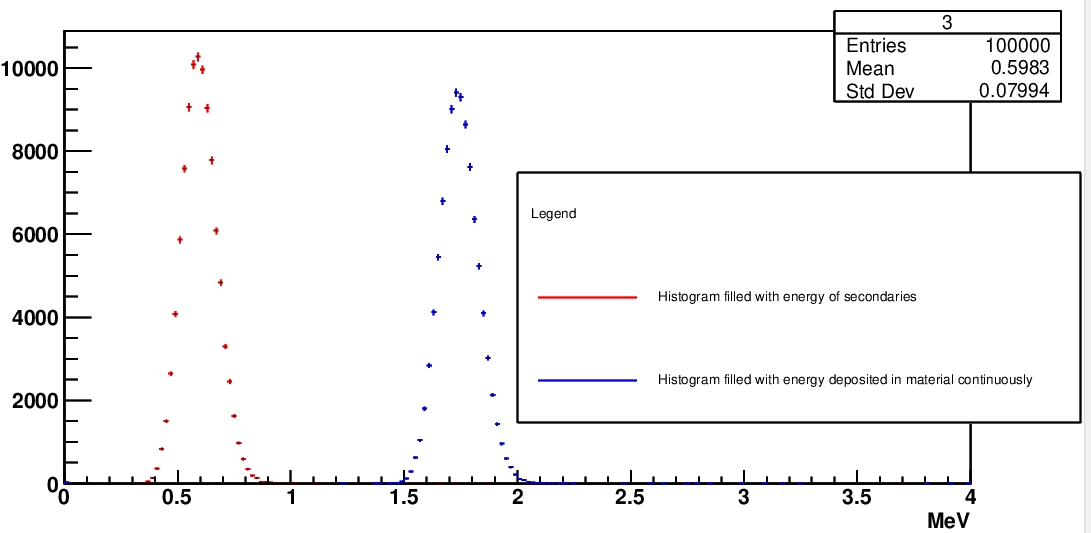 3
Entries 100000
Mean 0.5983
Std Dev 0.07994
10000
8000
6000
4000
2000
0
Legend
Histogram filled with energy of secondaries
Histogram filled with energy deposited in material continuously
0 0.5 1 1.5 2 2.5 3 3.5 4
MeV